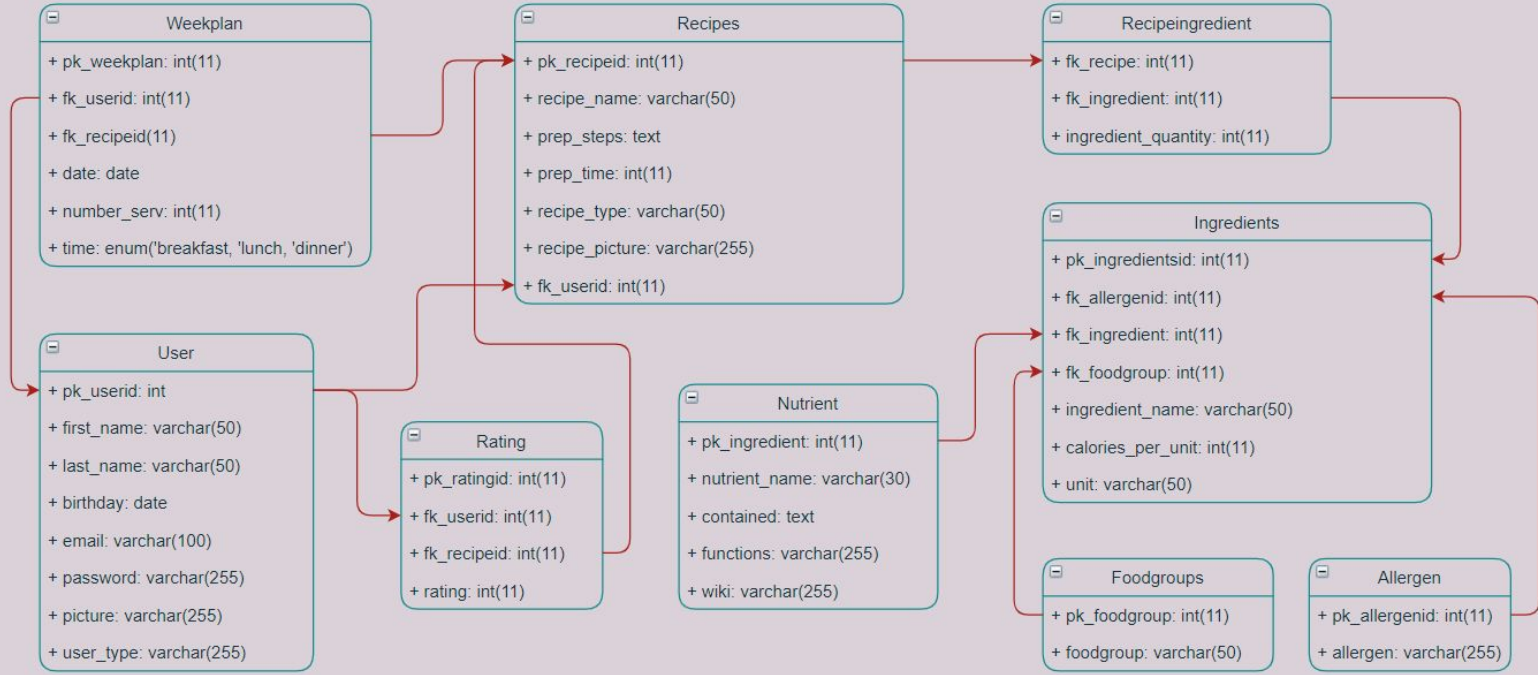 Weekplan
+ pk_weekplan: int(11)
+ fk_userid: int(11)
+ fk_recipeid(11)
+ date: date
+ number_serv: int(11)
+ time: enum('breakfast, 'lunch, 'dinner')
Recipes
+ pk_recipeid: int(11)
+ recipe_name: varchar(50)
+ prep_steps: text
+ prep_time: int(11)
+ recipe_type: varchar(50)
+ recipe_picture: varchar(255)
+ fk_userid: int(11)
Recipeingredient
+ fk_recipe: int(11)
+ fk_ingredient: int(11)
+ ingredient_quantity: int(11)
Ingredients
+ pk_ingredientsid: int(11)
+ fk_allergenid: int(11)
+ fk_ingredient: int(11)
+ fk_foodgroup: int(11)
+ ingredient_name: varchar(50)
+ calories_per_unit: int(11)
+ unit: varchar(50)
User
+ pk_userid: int
+ first_name: varchar(50)
+ last_name: varchar(50)
+ birthday: date
+ email: varchar(100)
+ password: varchar(255)
+ picture: varchar(255)
+ user_type: varchar(255)
Rating
+ pk_ratingid: int(11)
+ fk_userid: int(11)
+ fk_recipeid: int(11)
+ rating: int(11)
Nutrient
+ pk_ingredient: int(11)
+ nutrient_name: varchar(30)
+ contained: text
+ functions: varchar(255)
+ wiki: varchar(255)
Foodgroups
+ pk_foodgroup: int(11)
+ foodgroup: varchar(50)
Allergen
+ pk_allergenid: int(11)
+ allergen: varchar(255)